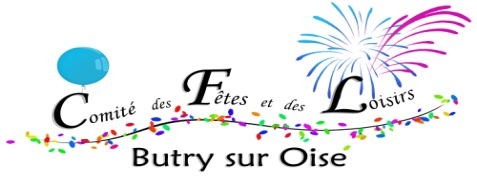 Comité des Fêtes et des Loisirs
Butry sur Oise